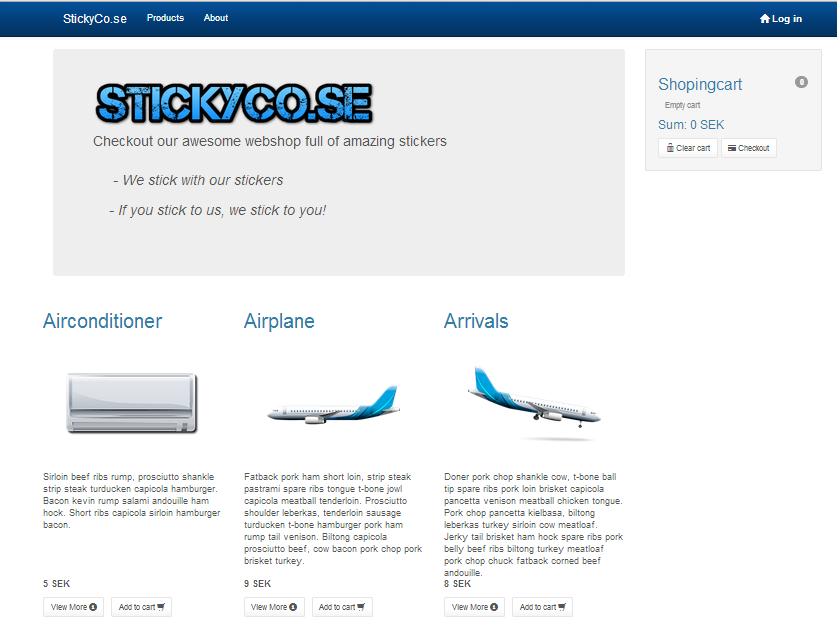 StickyCo.se Products About Log in
STICKYCO.SE
Checkout our awesome webshop full of amazing stickers
- We stick with our stickers
- If you stick to us, we stick to you!
Shopingcart 0
Empty cart
Sum: 0 SEK
Clear cart Checkout
Airconditioner
Sirloin beef ribs rump, prosciutto shankle
strip steak turducken capicola hamburger.
Bacon kevin rump salami andouille ham
hock. Short ribs capicola sirloin hamburger
bacon.
5 SEK
View More Add to cart
Airplane
Fatback pork ham short loin, strip steak
pastrami spare ribs tongue t-bone jowl
capicola meatball tenderloin. Prosciutto
shoulder leberkas, tenderloin sausage
turducken t-bone hamburger pork ham
rump tail venison. Biltong capicola
prosciutto beef, cow bacon pork chop pork
brisket turkey.
9 SEK
View More Add to cart
Arrivals
Doner pork chop shankle cow, t-bone ball
tip spare ribs pork loin brisket capicola
pancetta venison meatball chicken tongue.
Pork chop pancetta kielbasa, biltong
leberkas turkey sirloin cow meatloaf.
Jerky tail brisket ham hock spare ribs pork
belly beef ribs biltong turkey meatloaf
pork chop chuck fatback corned beef
andouille.
8 SEK
View More Add to cart